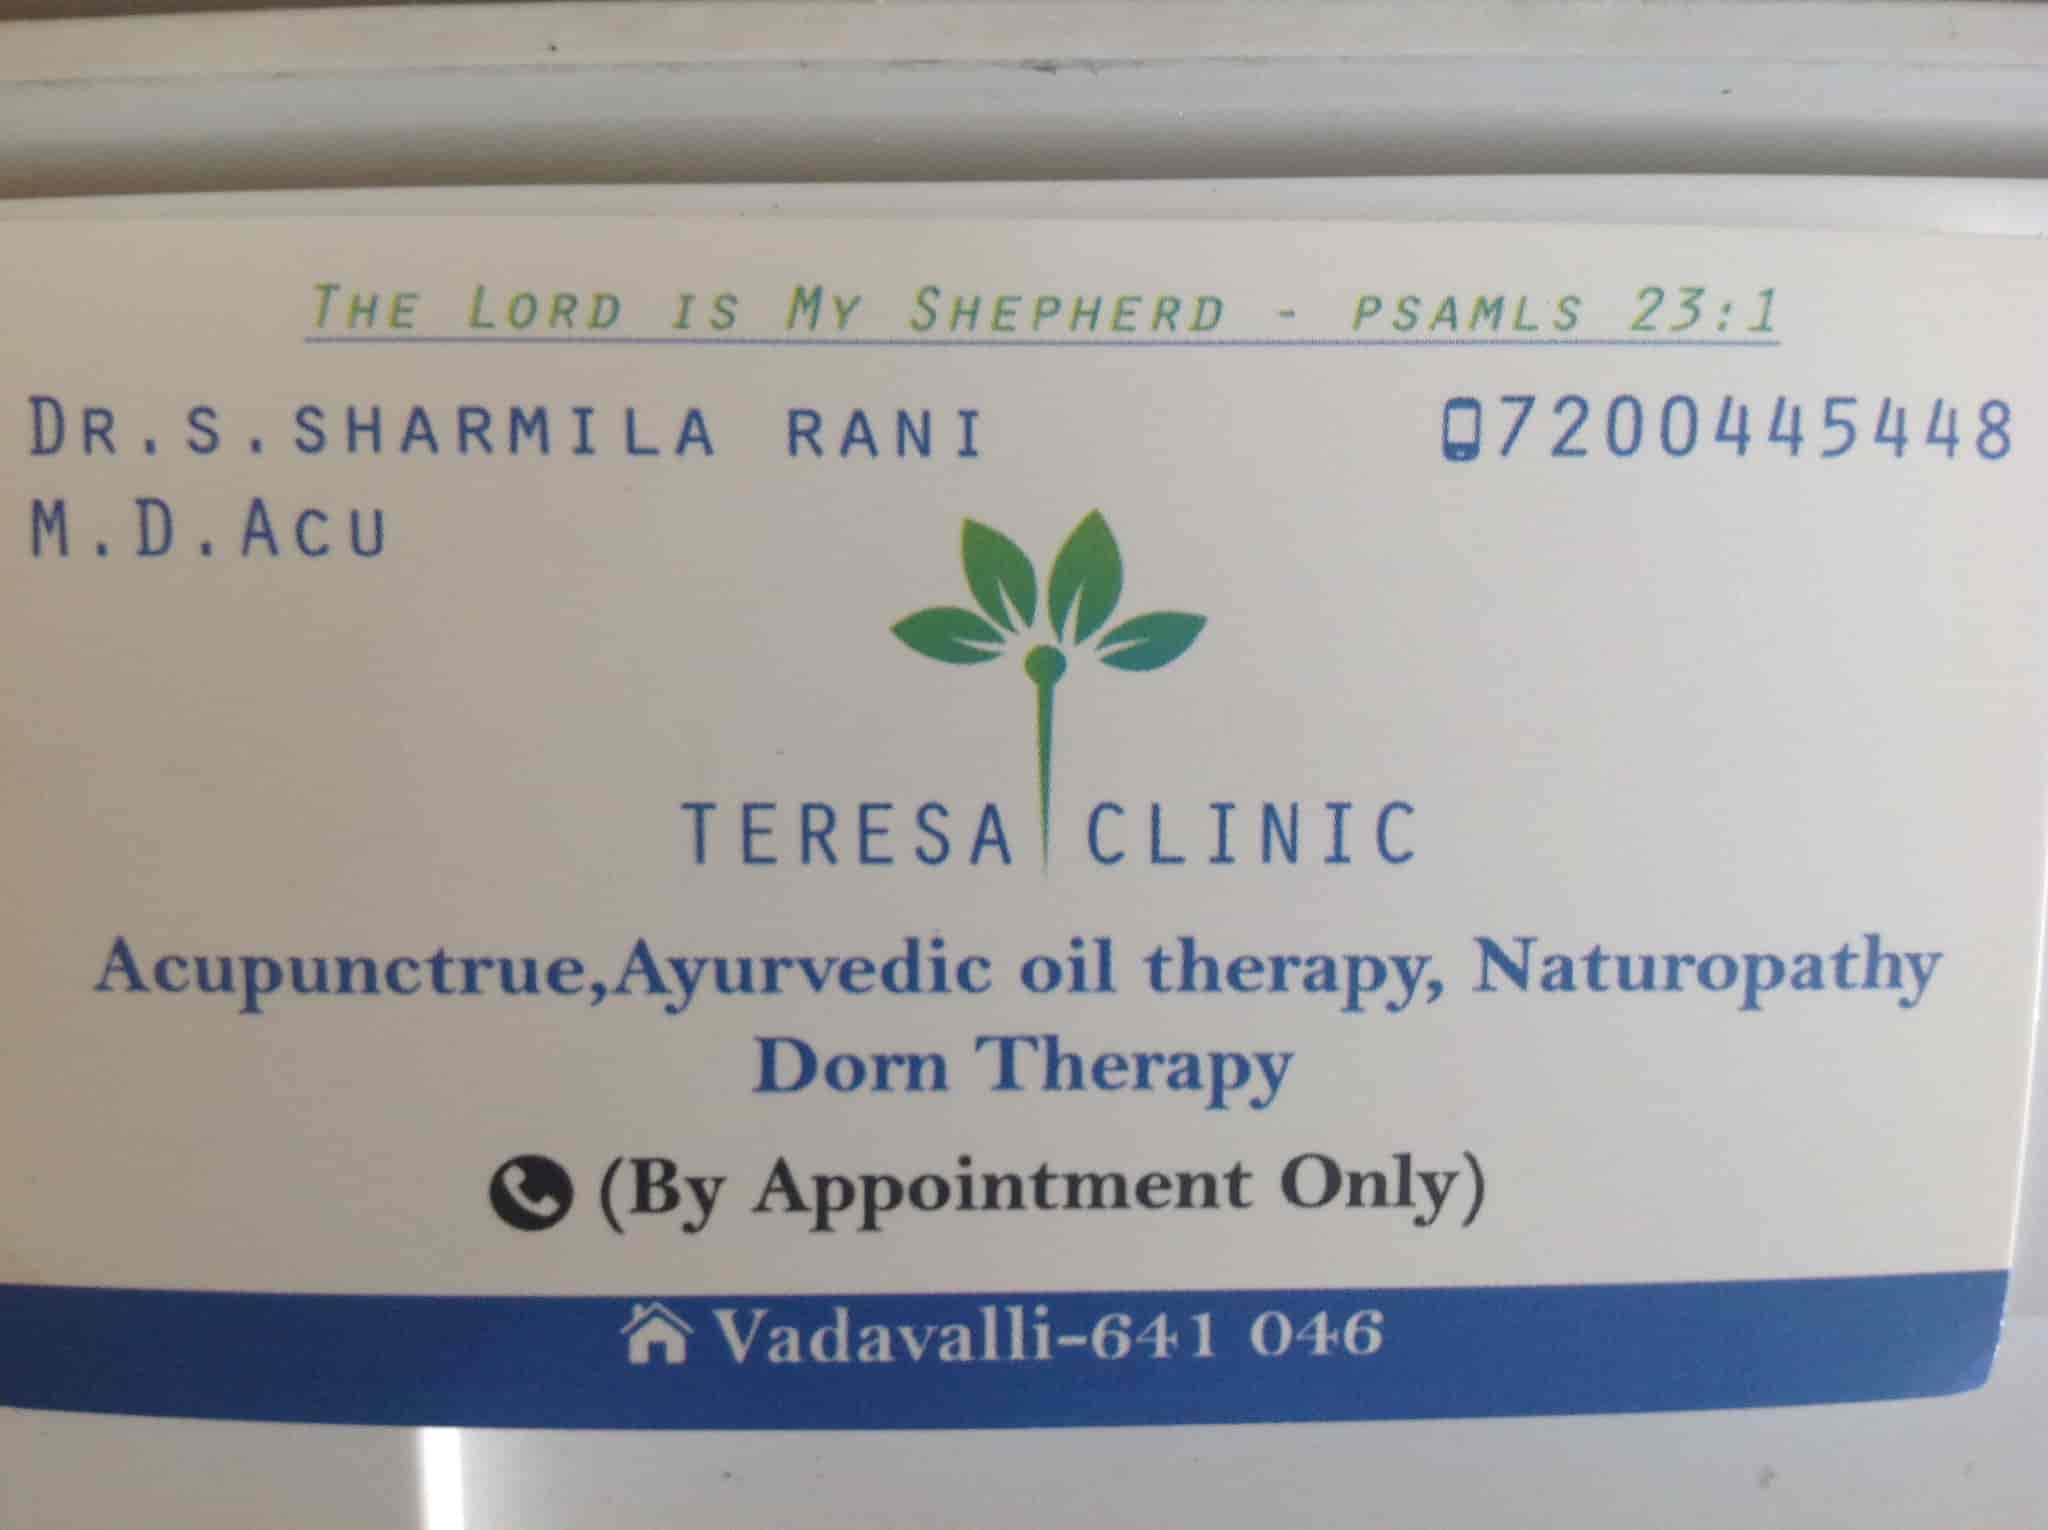 The Lord is My Shepherd - psamls 23:1
Dr.S.SHARMILA RANI
7200445448
M.D.Acu
TERESA CLINIC
Acupunctrue,Ayurvedic oil therapy, Naturopathy
Dorn Therapy
(By Appointment Only)
Vadavalli-641 046